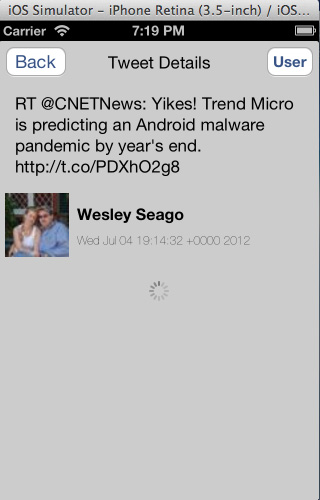 iOS Simulator - iPhone Retina (3.5-inch) / iOS...
Carrier 7:19 PM
Back Tweet Details User
RT @CNETNews: Yikes! Trend Micro
is predicting an Android malware
pandemic by year's end.
http://t.co/PDXhO2g8
Wesley Seago
Wed Jul 04 19:14:32 +0000 2012